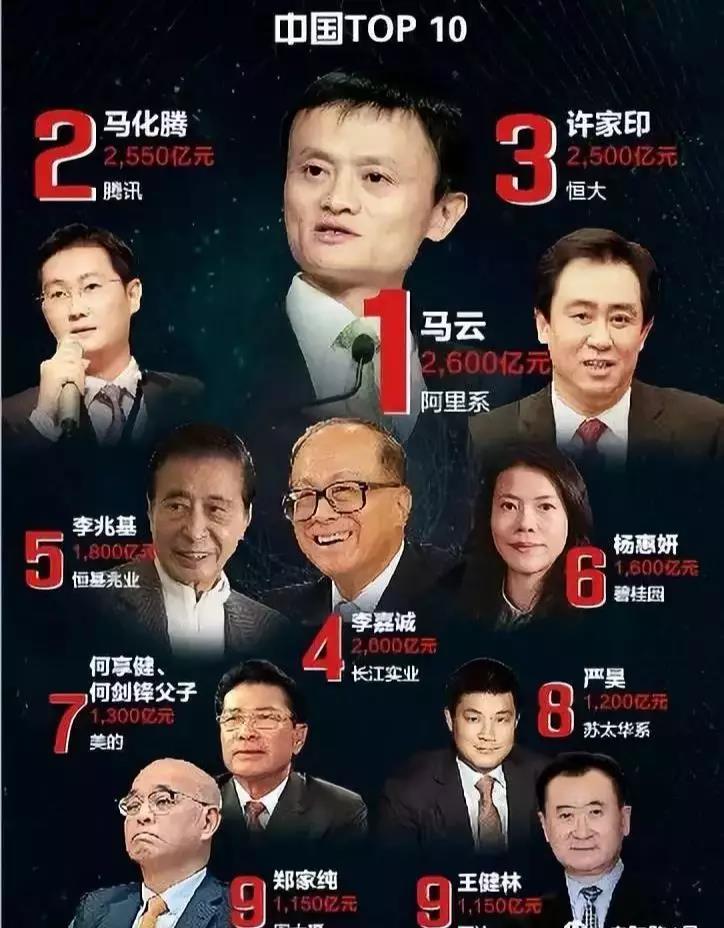 中国TOP 10
2
马化腾
2,550亿元
腾讯
3
许家印
2,500亿元
恒大
1
马云
2,600亿元
阿里系
5
李兆基
1,800亿元
恒基兆业
4
李嘉诚
2,000亿元
长江实业
6
杨惠妍
1,600亿元
碧桂园
7
何享健、
何剑锋父子
1,300亿元
美的
8
严昊
1,200亿元
苏太华系
9
郑家纯
1,150亿元
9
王健林
1,150亿元